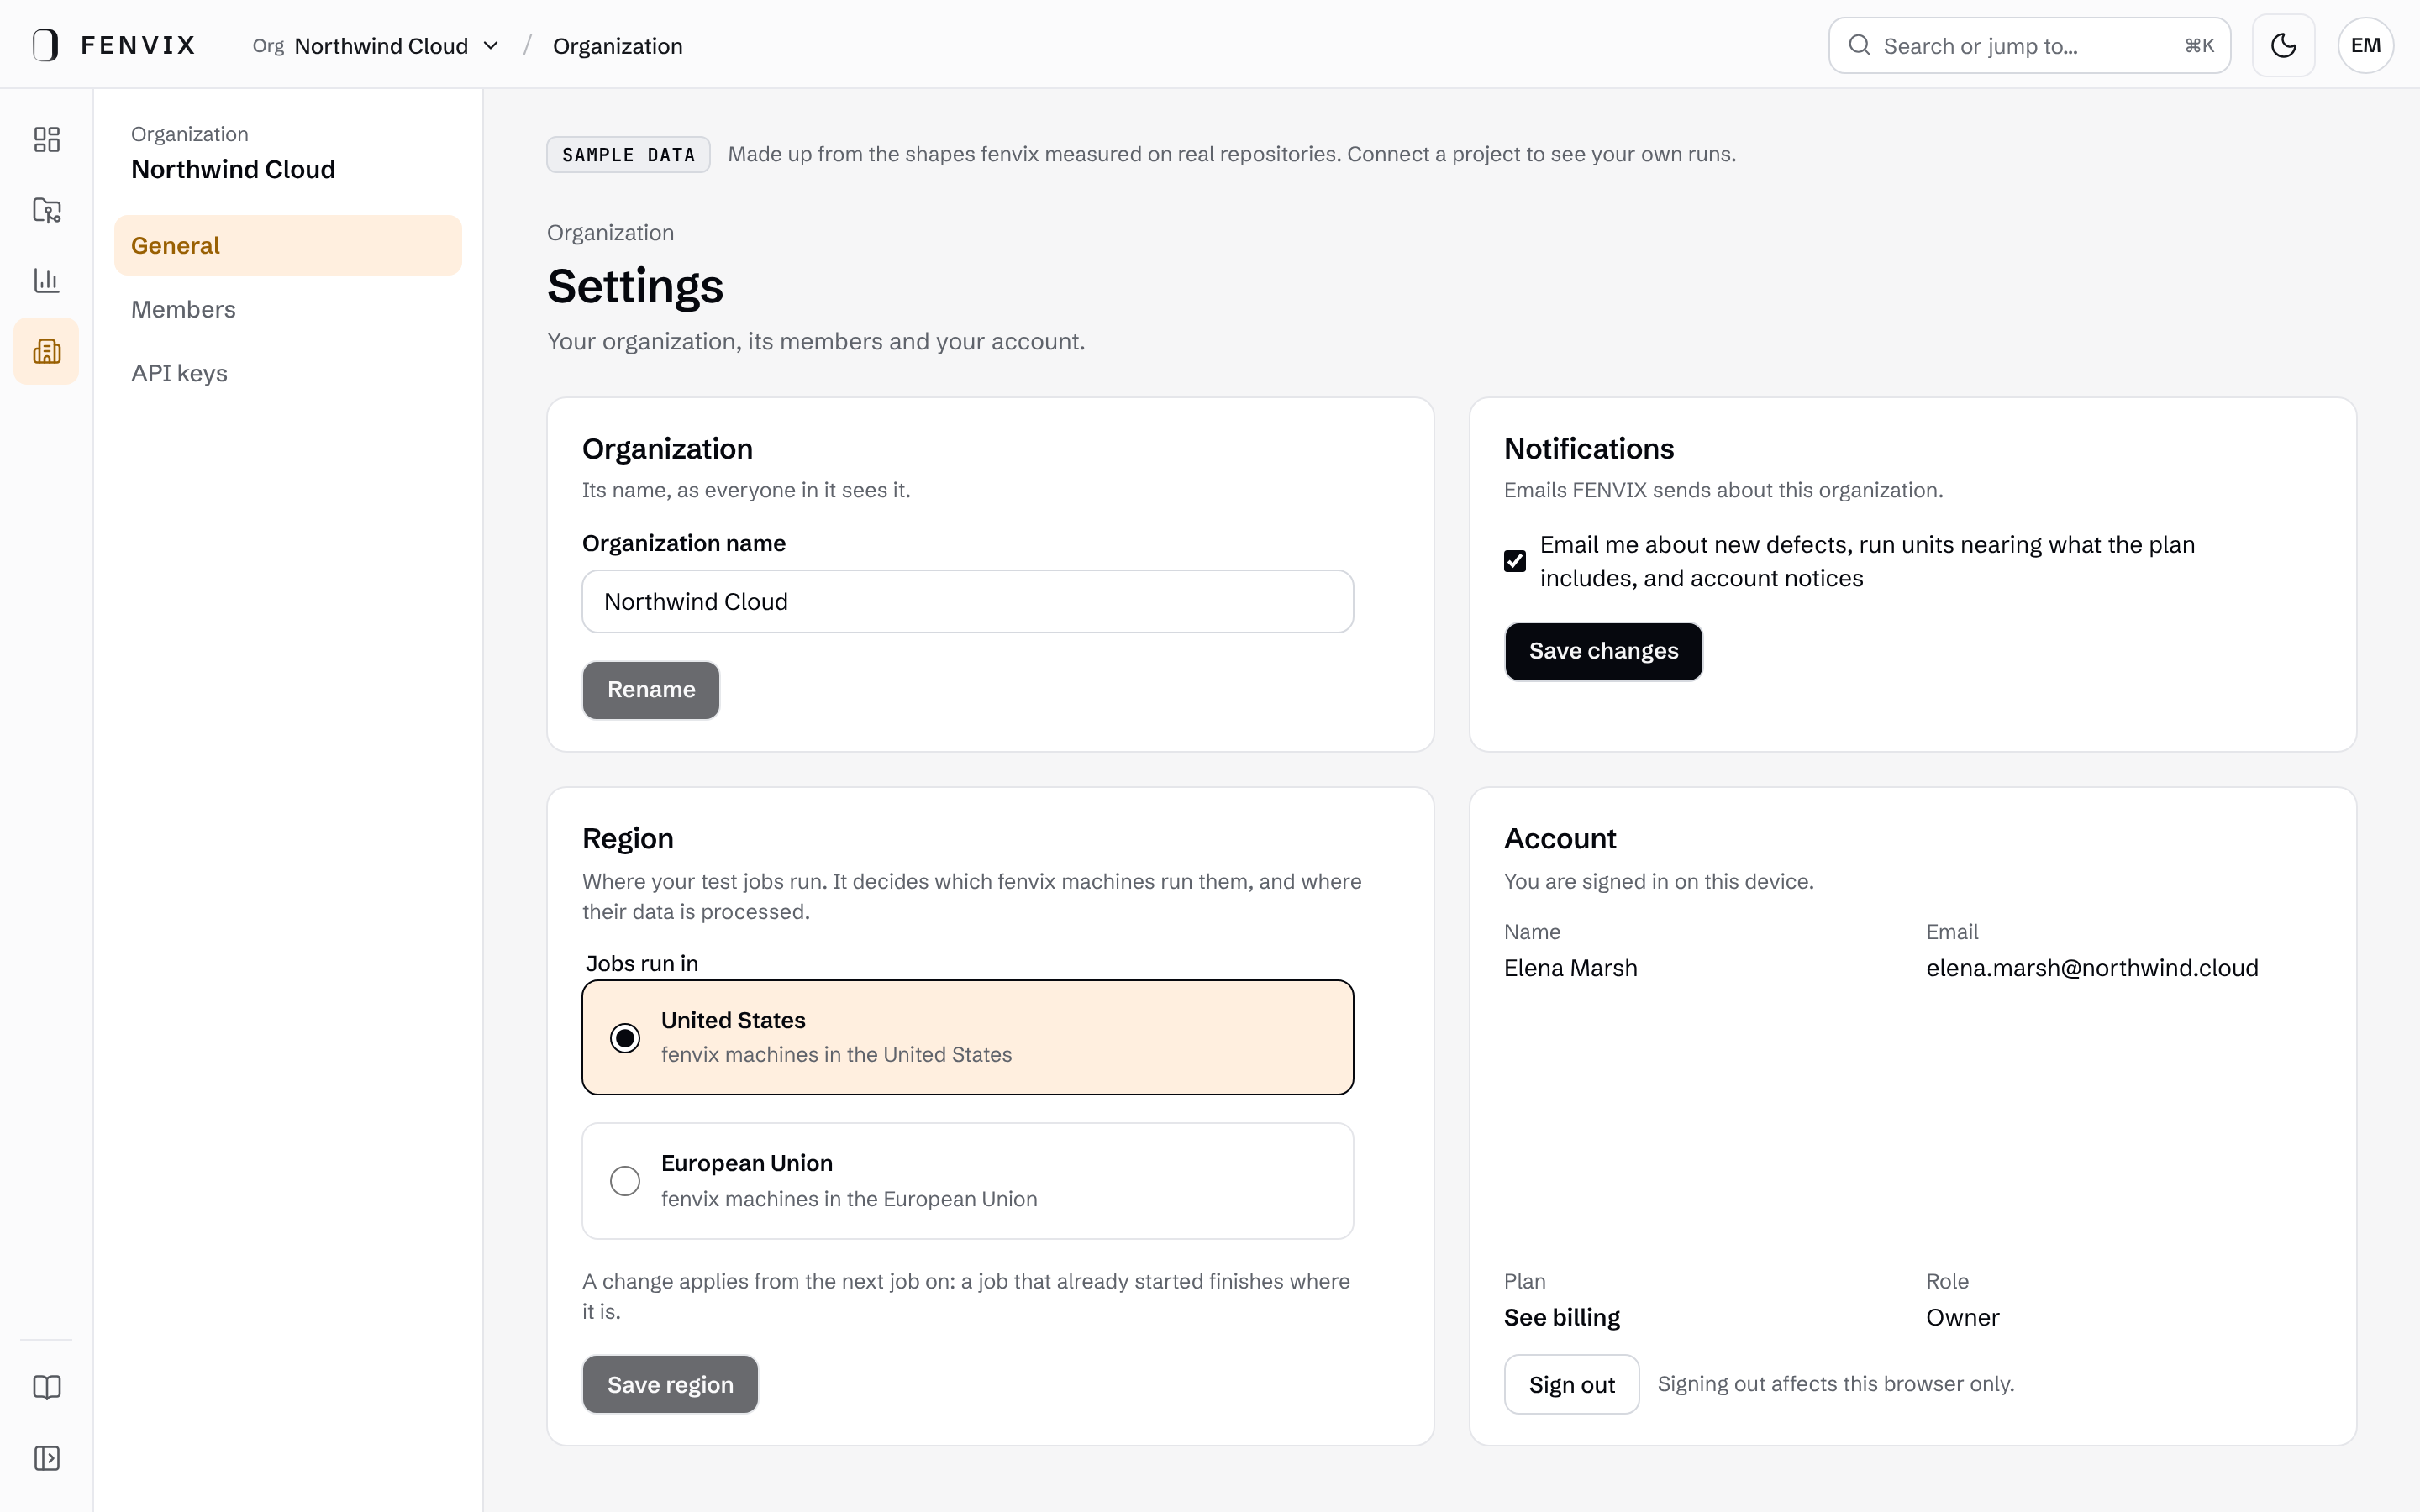 FENVIX
Org Northwind Cloud / Organization
Search or jump to... ⌘K
EM
Organization
Northwind Cloud
General
Members
API keys
SAMPLE DATA Made up from the shapes fenvix measured on real repositories. Connect a project to see your own runs.
Organization
Settings
Your organization, its members and your account.
Organization
Its name, as everyone in it sees it.
Organization name
Northwind Cloud
Rename
Notifications
Emails FENVIX sends about this organization.
Email me about new defects, run units nearing what the plan
includes, and account notices
Save changes
Region
Where your test jobs run. It decides which fenvix machines run them, and where
their data is processed.
Jobs run in
United States
fenvix machines in the United States
European Union
fenvix machines in the European Union
A change applies from the next job on: a job that already started finishes where
it is.
Save region
Account
You are signed in on this device.
Name
Elena Marsh
Email
elena.marsh@northwind.cloud
Plan
See billing
Role
Owner
Sign out
Signing out affects this browser only.